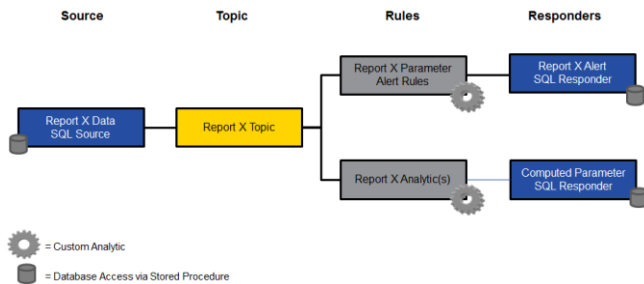 Source
Topic
Rules
Responders
Report X Parameter
Alert Rules
Report X Alert
SQL Responder
Report X Data
SQL Source
Report X Topic
Report X Analytic(s)
Computed Parameter
SQL Responder
= Custom Analytic
= Database Access via Stored Procedure